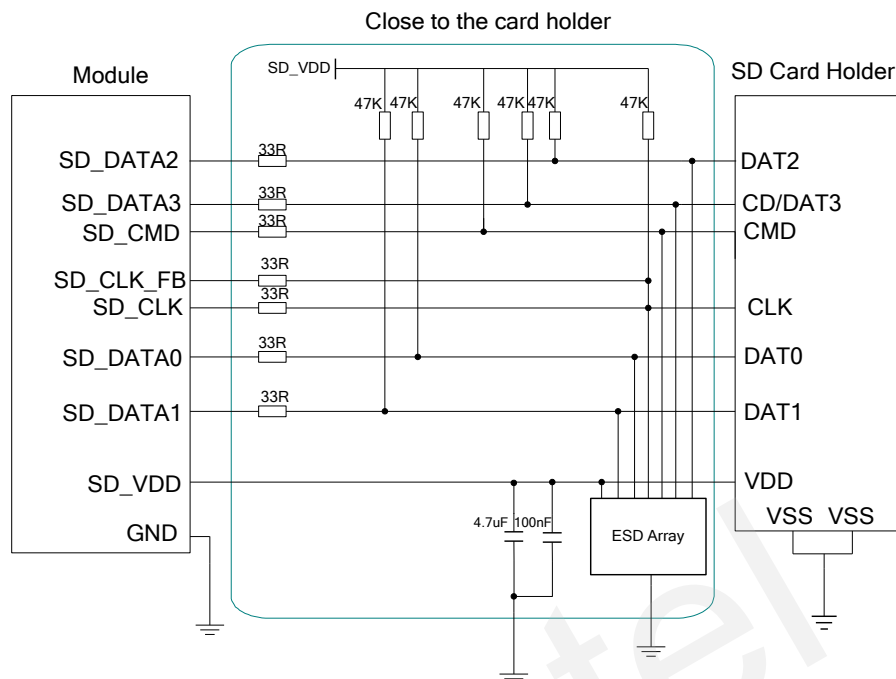 Close to the card holder
Module
SD_VDD
SD Card Holder
47K 47K 47K 47K 47K 47K
33R
SD_DATA2
DAT2
33R
SD_DATA3
CD/DAT3
33R
SD_CMD
CMD
33R
SD_CLK_FB
33R
SD_CLK
CLK
33R
SD_DATA0
DAT0
33R
SD_DATA1
DAT1
SD_VDD
VDD
VSS VSS
4.7uF 100nF
ESD Array
GND
tel